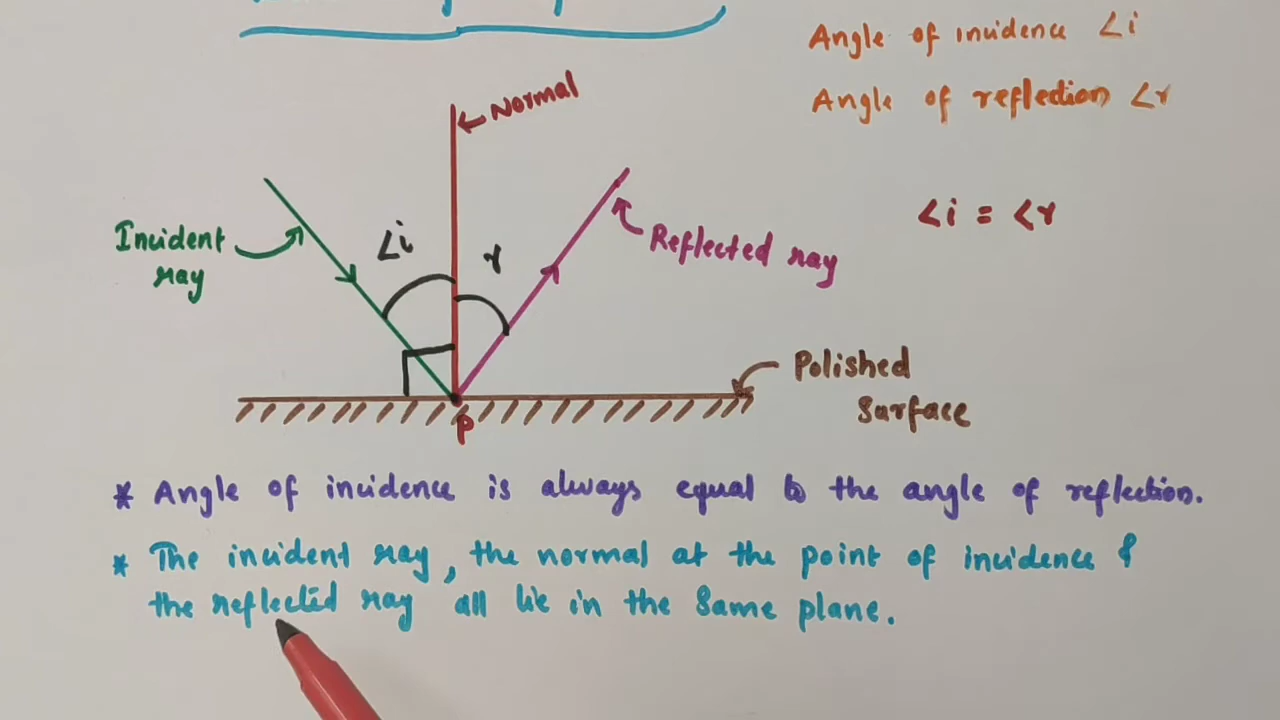 Angle of incidence ∠i
Angle of reflection ∠r
Normal
∠i = ∠r
Incident
ray
∠i
r
Reflected ray
Polished
Surface
P
* Angle of incidence is always equal to the angle of reflection.
* The incident ray, the normal at the point of incidence &
the reflected ray all lie in the same plane.